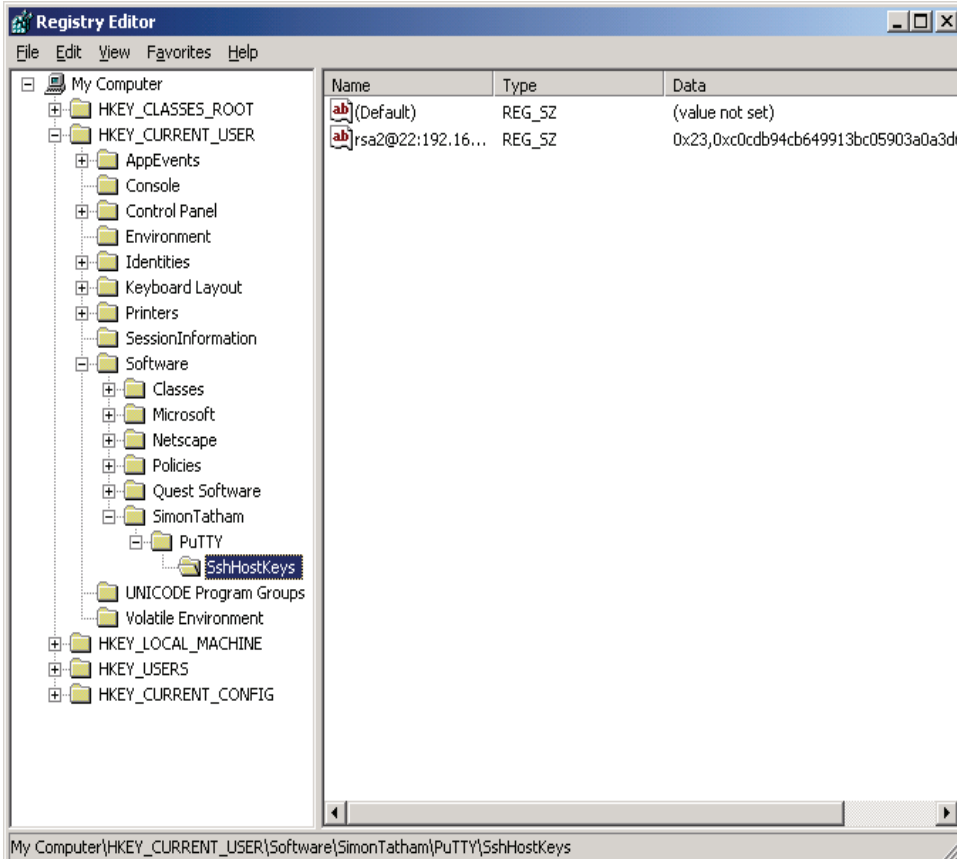 Registry Editor
File Edit View Favorites Help
My Computer
HKEY_CLASSES_ROOT
HKEY_CURRENT_USER
AppEvents
Console
Control Panel
Environment
Identities
Keyboard Layout
Printers
SessionInformation
Software
Classes
Microsoft
Netscape
Policies
Quest Software
SimonTatham
PuTTY
SshHostKeys
UNICODE Program Groups
Volatile Environment
HKEY_LOCAL_MACHINE
HKEY_USERS
HKEY_CURRENT_CONFIG
Name Type Data
ab (Default) REG_SZ (value not set)
ab rsa2@22:192.16... REG_SZ 0x23,0xc0cdb94cb649913bc05903a0a3d
My Computer\HKEY_CURRENT_USER\Software\SimonTatham\PuTTY\SshHostKeys